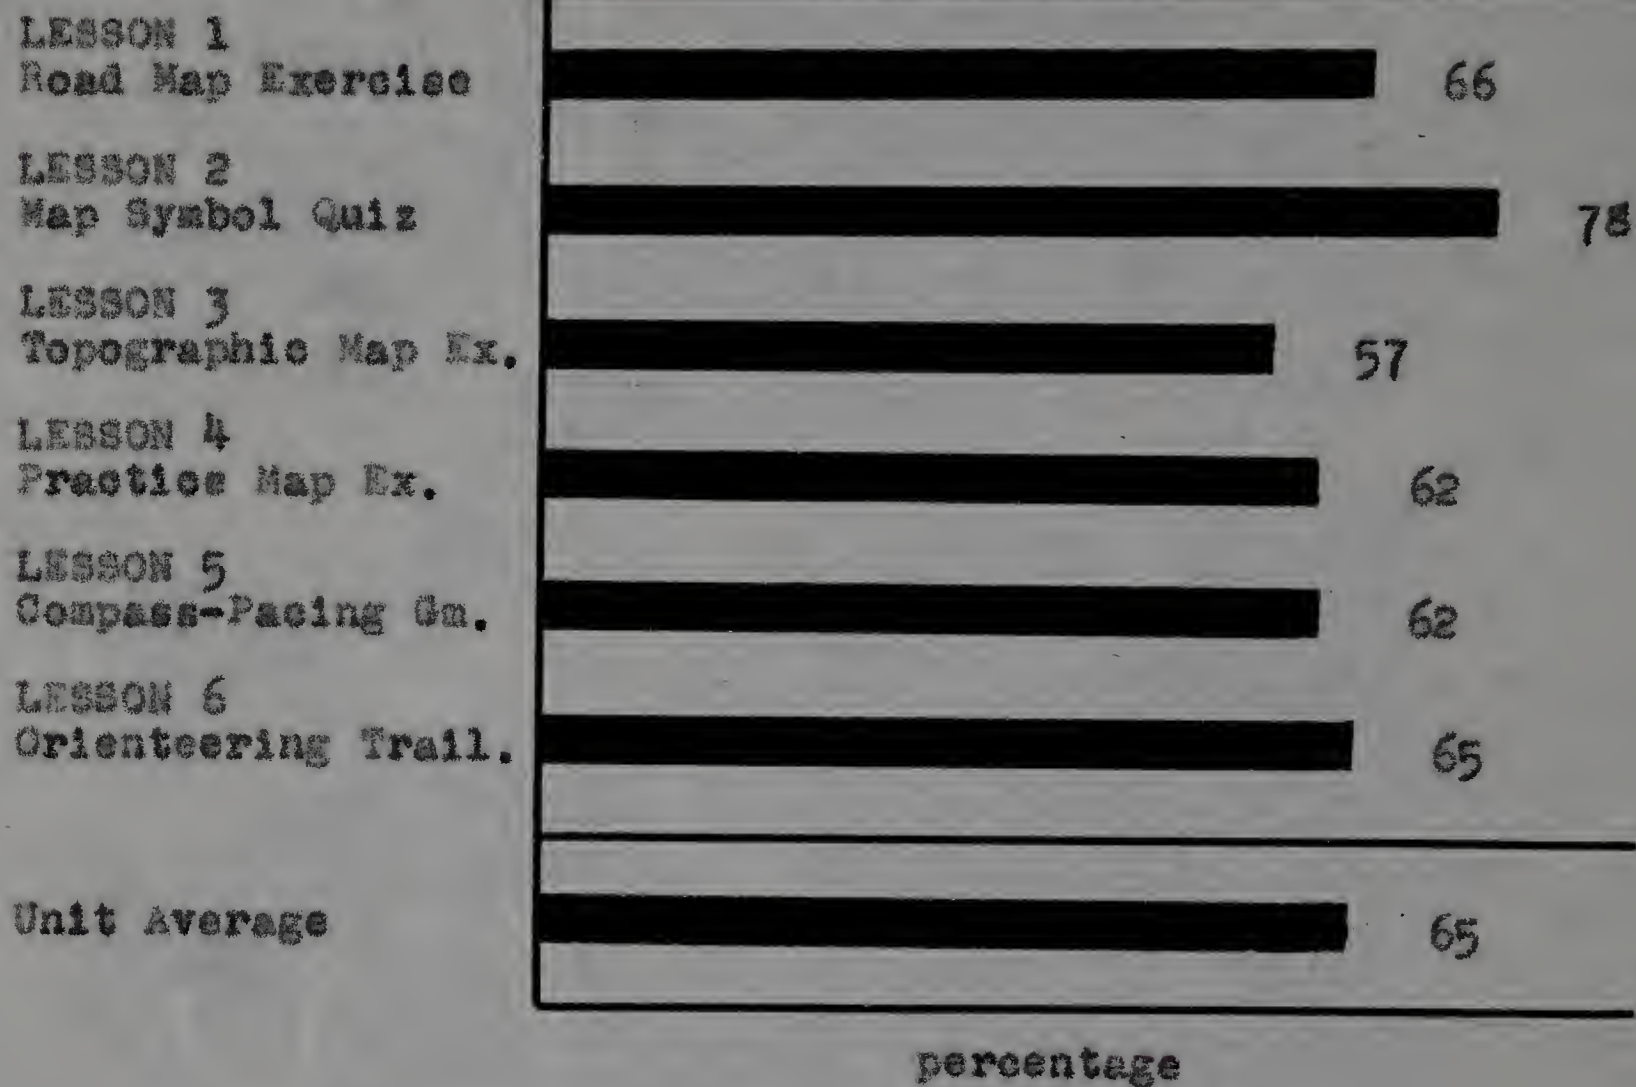 LESSON 1
Road Map Exercise 66
LESSON 2
Map Symbol Quiz 78
LESSON 3
Topographic Map Ex. 57
LESSON 4
Practice Map Ex. 62
LESSON 5
Compass-Pacing Gm. 62
LESSON 6
Orienteering Trail. 65
Unit Average 65
percentage